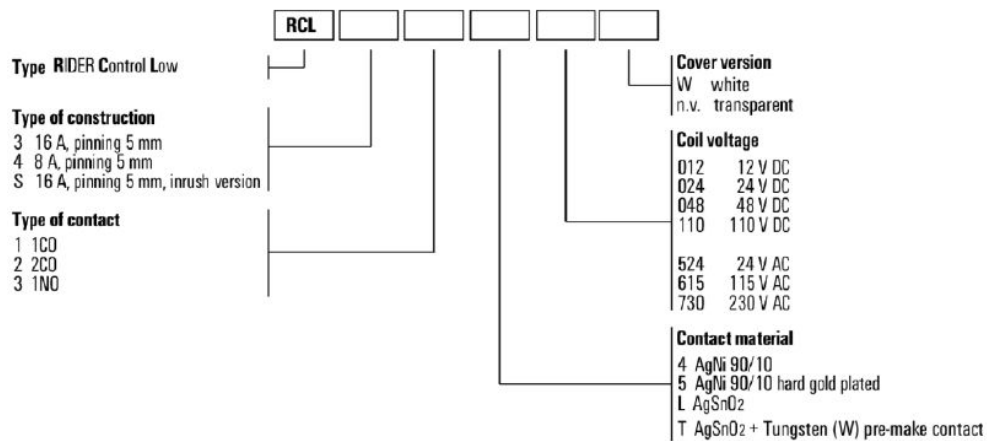 RCL
Type RIDER Control Low
Type of construction
3 16 A, pinning 5 mm
4 8 A, pinning 5 mm
S 16 A, pinning 5 mm, inrush version
Type of contact
1 1CO
2 2CO
3 1NO
Cover version
W white
n.v. transparent
Coil voltage
012 12 V DC
024 24 V DC
048 48 V DC
110 110 V DC
524 24 V AC
615 115 V AC
730 230 V AC
Contact material
4 AgNi 90/10
5 AgNi 90/10 hard gold plated
L AgSnO2
T AgSnO2 + Tungsten (W) pre-make contact